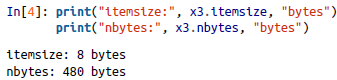 In[4]: print("itemsize:", x3.itemsize, "bytes")
print("nbytes:", x3.nbytes, "bytes")
itemsize: 8 bytes
nbytes: 480 bytes